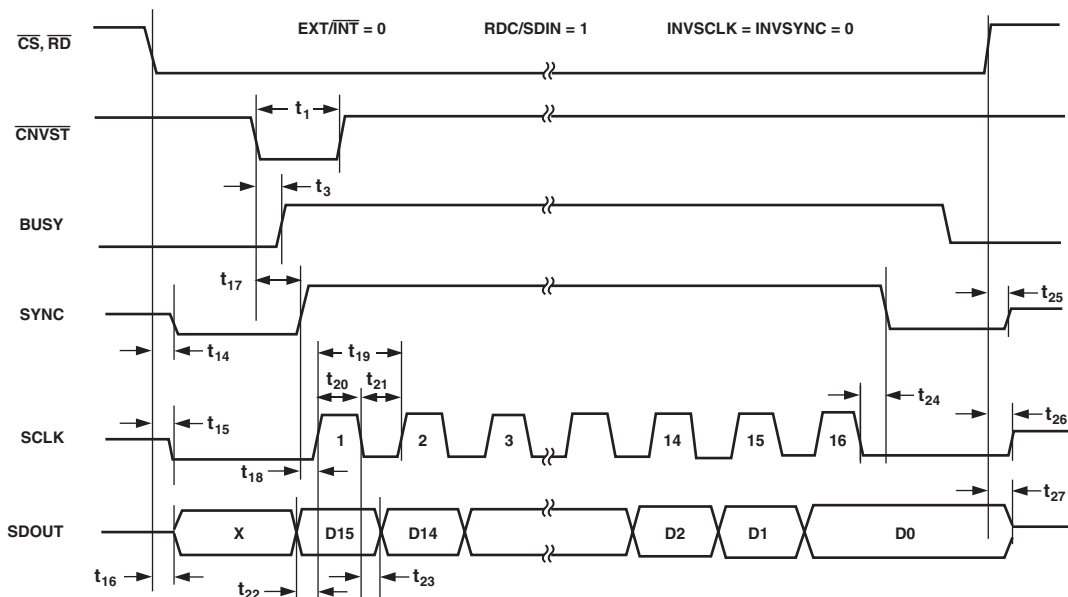 EXT/INT = 0 RDC/SDIN = 1 INVSCLK = INVSYNC = 0
CS, RD
t1
CNVST
t3
BUSY
t17
SYNC
t25
t14
t19
t20 t21
t24
t15
t26
SCLK
1 2 3 14 15 16
t18
t27
SDOUT
X D15 D14 D2 D1 D0
t16
t22
t23